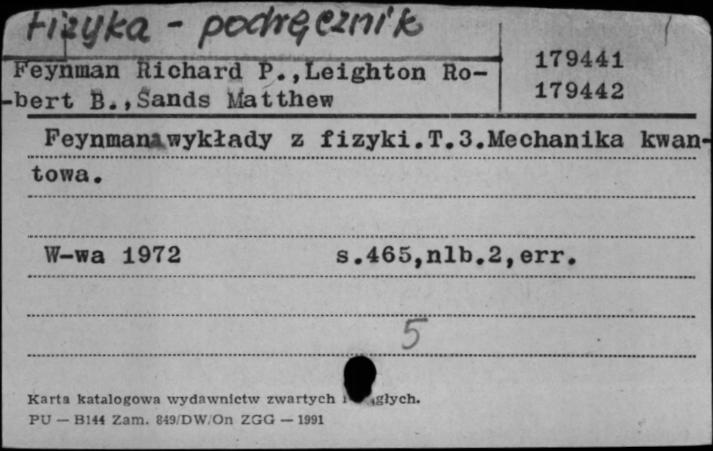 Fizyka - podręcznik
Feynman Richard P.,Leighton Ro-
-bert B.,Sands Matthew
179441
179442
Feynmana wykłady z fizyki.T.3.Mechanika kwan-
towa.
W-wa 1972 s.465,nlb.2,err.
5
Karta katalogowa wydawnictw zwartych i
PU — B144 Zam. 849/DW/On ZGG — 1991